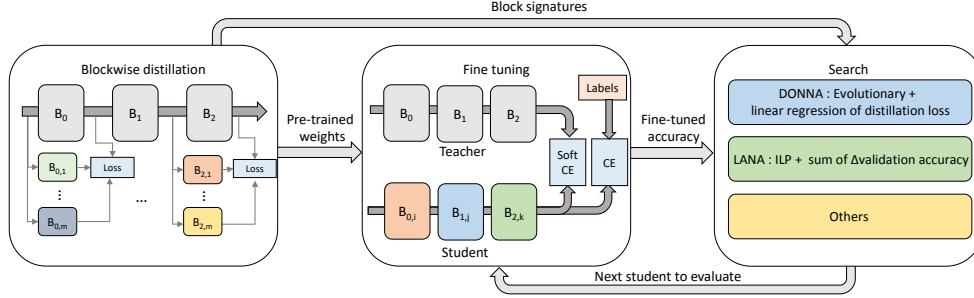 Block signatures
Blockwise distillation
B0
B1
B2
B0,1
Loss
B2,1
Loss
⋮
⋮
B0,m
...
B2,m
Pre-trained
weights
Fine tuning
Labels
B0
B1
B2
Teacher
Soft
CE
CE
B0,i
B1,j
B2,k
Student
Fine-tuned
accuracy
Search
DONNA : Evolutionary +
linear regression of distillation loss
LANA : ILP + sum of Δvalidation accuracy
Others
Next student to evaluate